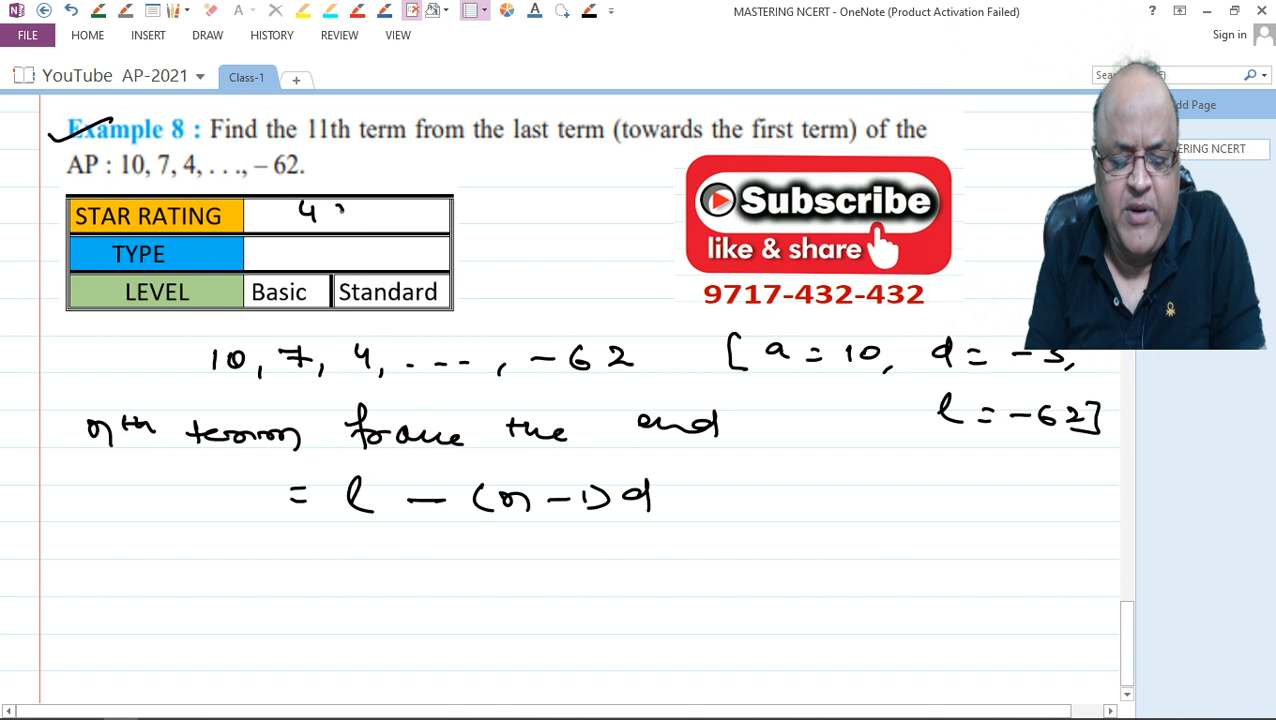 MASTERING NCERT - OneNote (Product Activation Failed)
FILE HOME INSERT DRAW HISTORY REVIEW VIEW
Sign in
YouTube AP-2021 Class-1
Example 8 : Find the 11th term from the last term (towards the first term) of the
AP : 10, 7, 4, . . ., – 62.
STAR RATING 4
TYPE
LEVEL Basic Standard
Subscribe
like & share
9717-432-432
10, 7, 4, . - - - , - 62 [a = 10, d = -3,
l = -62]
nth term from the end
= l - (n - 1) d